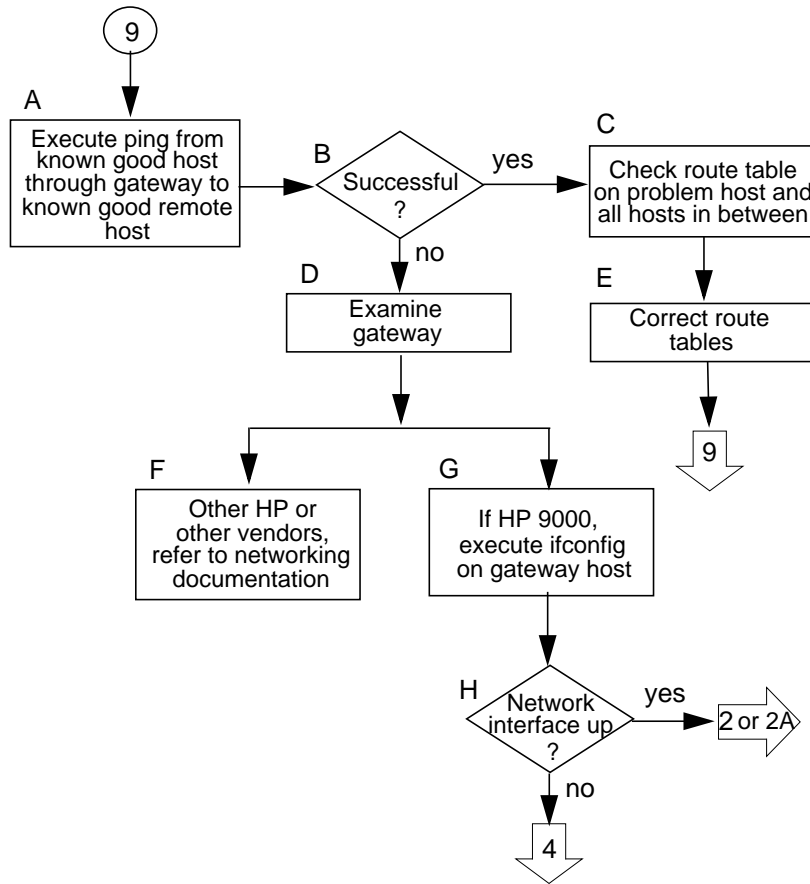 9
A
Execute ping from
known good host
through gateway to
known good remote
host
B
Successful
?
yes
C
Check route table
on problem host and
all hosts in between
no
D
Examine
gateway
E
Correct route
tables
9
F
Other HP or
other vendors,
refer to networking
documentation
G
If HP 9000,
execute ifconfig
on gateway host
H
Network
interface up
?
yes
2 or 2A
no
4